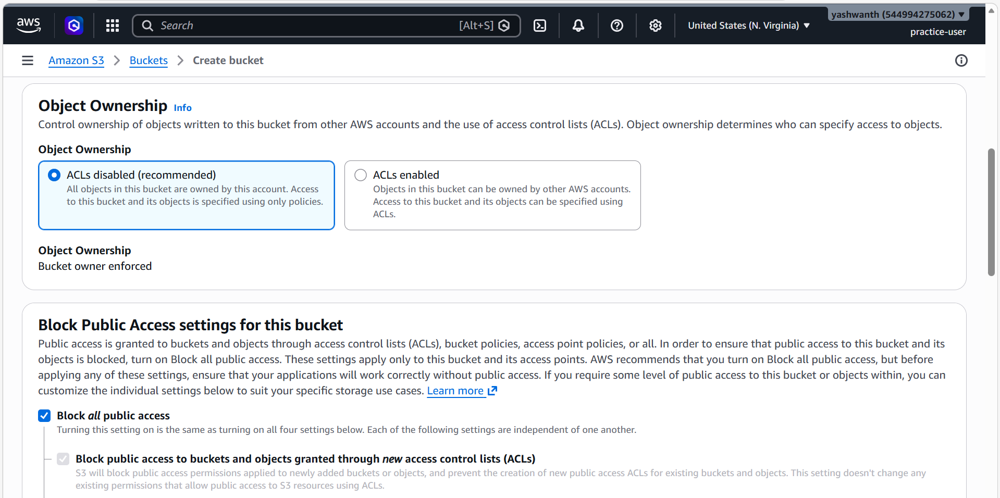 aws
Search
[Alt+S]
United States (N. Virginia)
yashwanth (544994275062)
practice-user
Amazon S3
Buckets
Create bucket
Object Ownership Info
Control ownership of objects written to this bucket from other AWS accounts and the use of access control lists (ACLs). Object ownership determines who can specify access to objects.
Object Ownership
ACLs disabled (recommended)
All objects in this bucket are owned by this account. Access
to this bucket and its objects is specified using only policies.
ACLs enabled
Objects in this bucket can be owned by other AWS accounts.
Access to this bucket and its objects can be specified using
ACLs.
Object Ownership
Bucket owner enforced
Block Public Access settings for this bucket
Public access is granted to buckets and objects through access control lists (ACLs), bucket policies, access point policies, or all. In order to ensure that public access to this bucket and its
objects is blocked, turn on Block all public access. These settings apply only to this bucket and its access points. AWS recommends that you turn on Block all public access, but before
applying any of these settings, ensure that your applications will work correctly without public access. If you require some level of public access to this bucket or objects within, you can
customize the individual settings below to suit your specific storage use cases. Learn more
Block all public access
Turning this setting on is the same as turning on all four settings below. Each of the following settings are independent of one another.
Block public access to buckets and objects granted through new access control lists (ACLs)
S3 will block public access permissions applied to newly added buckets or objects, and prevent the creation of new public access ACLs for existing buckets and objects. This setting doesn't change any
existing permissions that allow public access to S3 resources using ACLs.